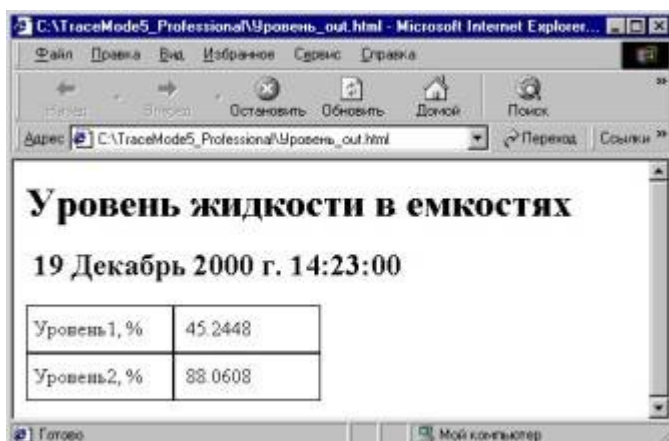 C:\TraceMode5_Professional\Уровень_out.html - Microsoft Internet Explorer...
Файл Правка Вид Избранное Сервис Справка
Назад Вперед Остановить Обновить Домой Поиск »
Адрес C:\TraceMode5_Professional\Уровень_out.html Переход Ссылки »
Уровень жидкости в емкостях
19 Декабрь 2000 г. 14:23:00
Уровень1, % 45.2448
Уровень2, % 88.0608
Готово Мой компьютер